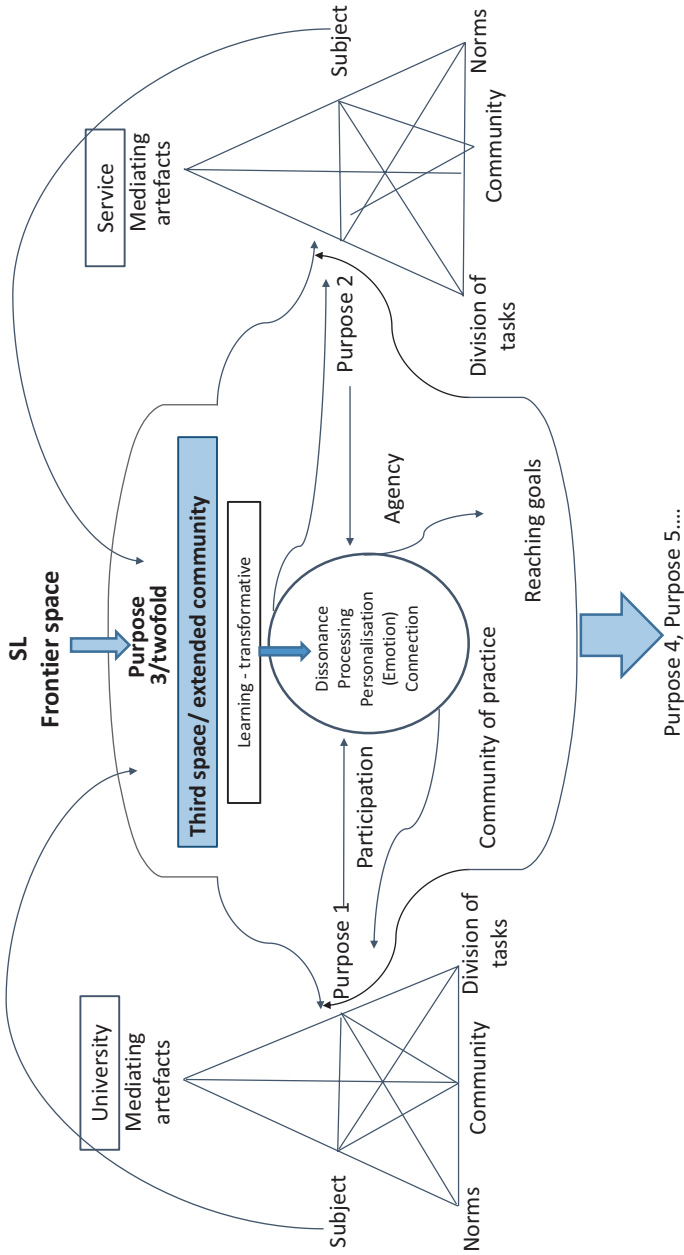 SL
Frontier space
University
Mediating
artefacts
Subject
Norms
Community
Division of
tasks
Purpose 1
Participation
Purpose
3/twofold
Third space/ extended community
Learning - transformative
Dissonance
Processing
Personalisation
(Emotion)
Connection
Community of practice
Agency
Reaching goals
Purpose 2
Service
Mediating
artefacts
Subject
Division of
tasks
Community
Norms
Purpose 4, Purpose 5....